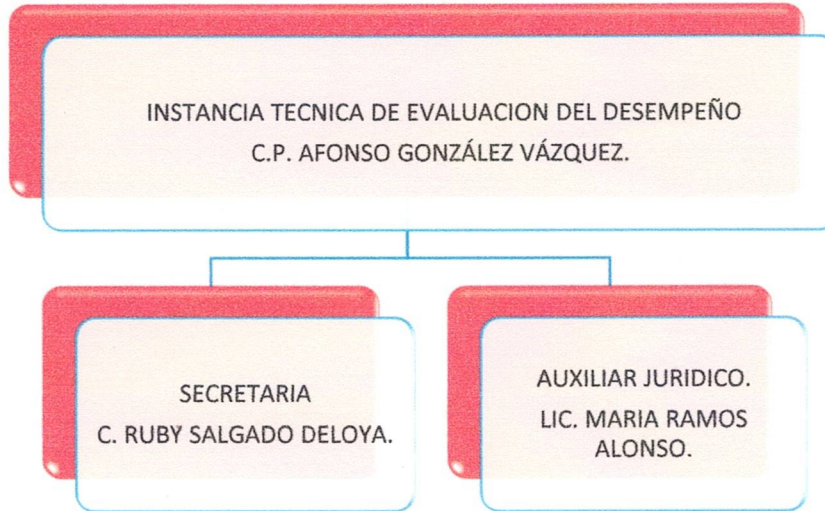 INSTANCIA TECNICA DE EVALUACION DEL DESEMPEÑO
C.P. AFONSO GONZÁLEZ VÁZQUEZ.
SECRETARIA
C. RUBY SALGADO DELOYA.
AUXILIAR JURIDICO.
LIC. MARIA RAMOS
ALONSO.